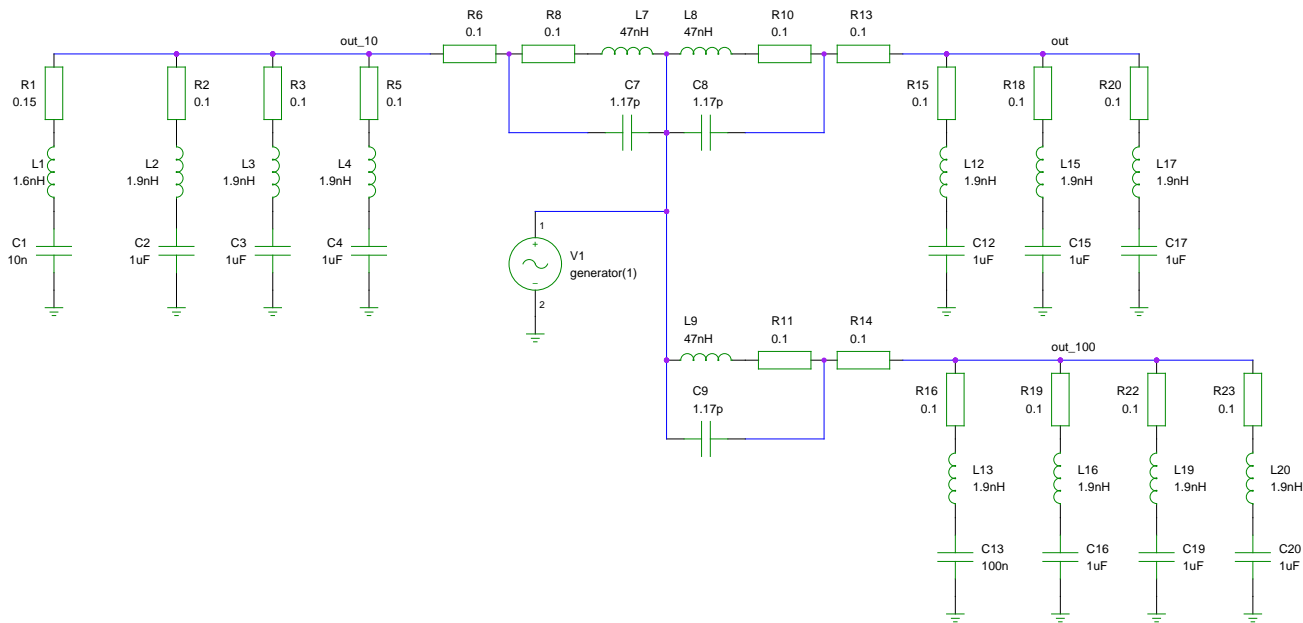 R6
0.1
R8
0.1
L7
47nH
L8
47nH
R10
0.1
R13
0.1
out_10
out
R1
0.15
R2
0.1
R3
0.1
R5
0.1
C7
1.17p
C8
1.17p
R15
0.1
R18
0.1
R20
0.1
L1
1.6nH
L2
1.9nH
L3
1.9nH
L4
1.9nH
L12
1.9nH
L15
1.9nH
L17
1.9nH
C1
10n
C2
1uF
C3
1uF
C4
1uF
1
+
V1
generator(1)
−
2
C12
1uF
C15
1uF
C17
1uF
L9
47nH
R11
0.1
R14
0.1
out_100
C9
1.17p
R16
0.1
R19
0.1
R22
0.1
R23
0.1
L13
1.9nH
L16
1.9nH
L19
1.9nH
L20
1.9nH
C13
100n
C16
1uF
C19
1uF
C20
1uF